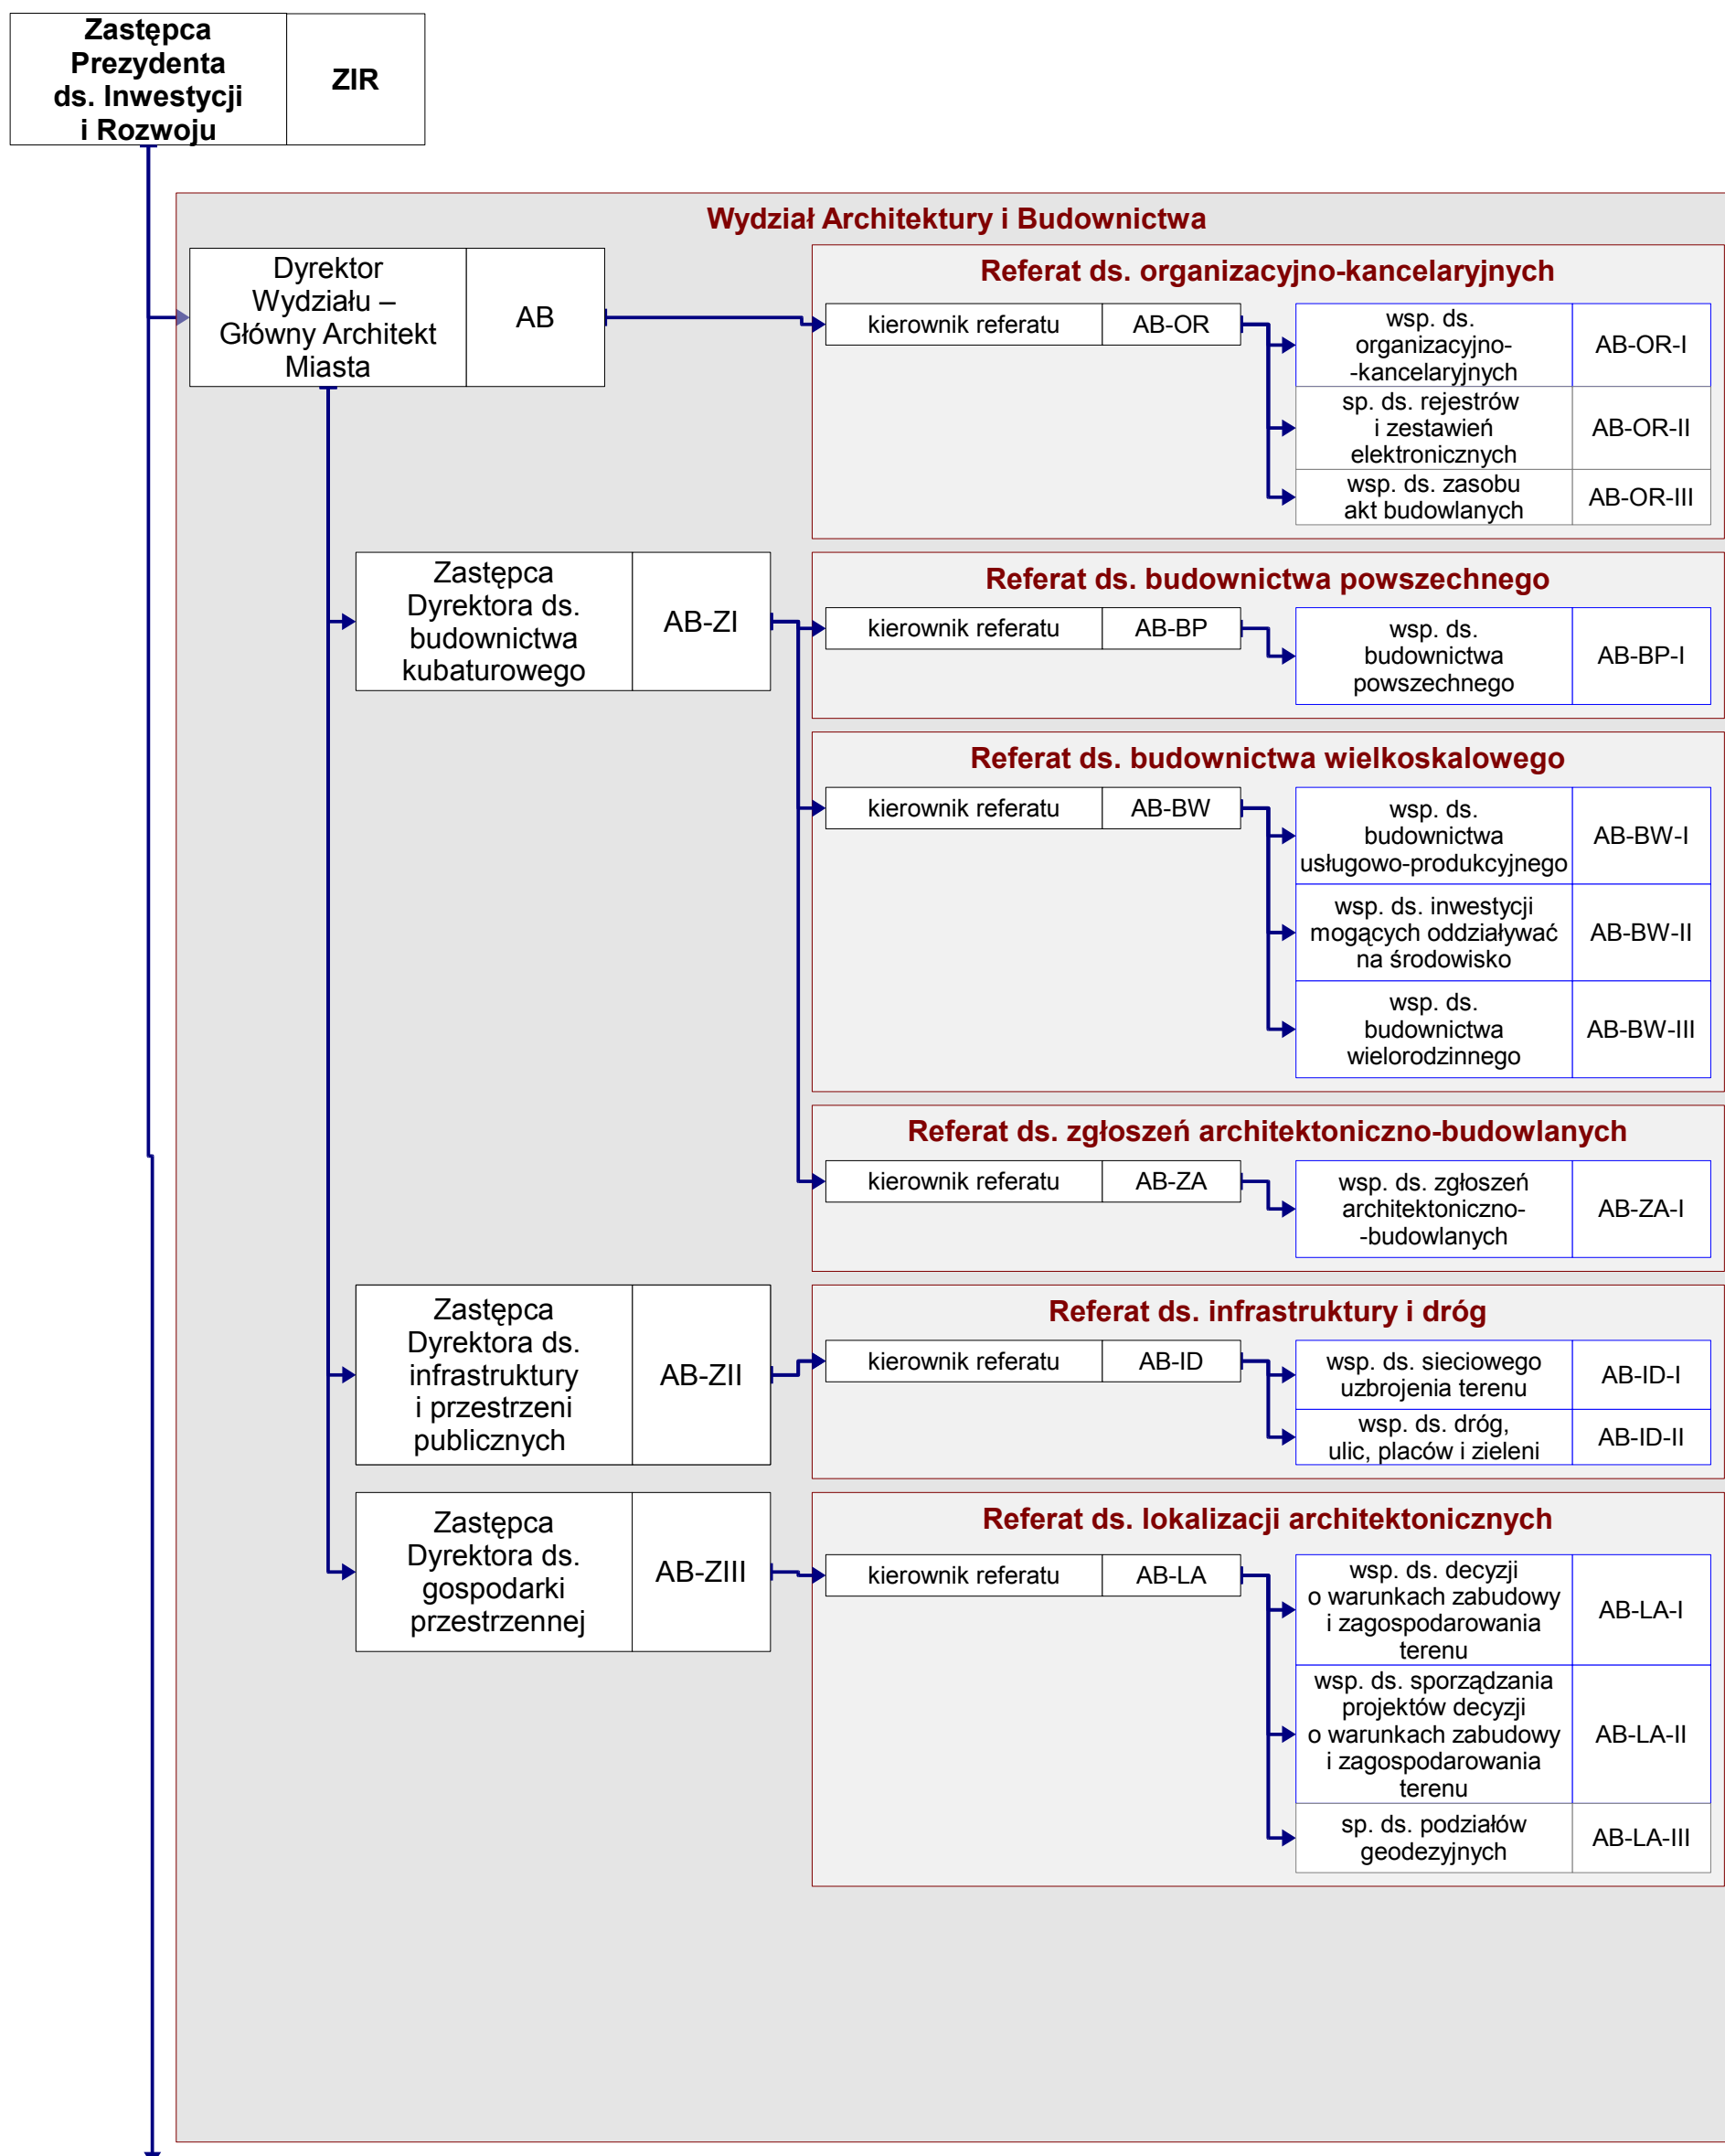 Zastępca
Prezydenta
ds. Inwestycji
i Rozwoju
ZIR
Wydział Architektury i Budownictwa
Dyrektor
Wydziału –
Główny Architekt
Miasta
AB
Referat ds. organizacyjno-kancelaryjnych
kierownik referatu
AB-OR
wsp. ds.
organizacyjno-
-kancelaryjnych
AB-OR-I
sp. ds. rejestrów
i zestawień
elektronicznych
AB-OR-II
wsp. ds. zasobu
akt budowlanych
AB-OR-III
Zastępca
Dyrektora ds.
budownictwa
kubaturowego
AB-ZI
Referat ds. budownictwa powszechnego
kierownik referatu
AB-BP
wsp. ds.
budownictwa
powszechnego
AB-BP-I
Referat ds. budownictwa wielkoskalowego
kierownik referatu
AB-BW
wsp. ds.
budownictwa
usługowo-produkcyjnego
AB-BW-I
wsp. ds. inwestycji
mogących oddziaływać
na środowisko
AB-BW-II
wsp. ds.
budownictwa
wielorodzinnego
AB-BW-III
Referat ds. zgłoszeń architektoniczno-budowlanych
kierownik referatu
AB-ZA
wsp. ds. zgłoszeń
architektoniczno-
-budowlanych
AB-ZA-I
Zastępca
Dyrektora ds.
infrastruktury
i przestrzeni
publicznych
AB-ZII
Referat ds. infrastruktury i dróg
kierownik referatu
AB-ID
wsp. ds. sieciowego
uzbrojenia terenu
AB-ID-I
wsp. ds. dróg,
ulic, placów i zieleni
AB-ID-II
Zastępca
Dyrektora ds.
gospodarki
przestrzennej
AB-ZIII
Referat ds. lokalizacji architektonicznych
kierownik referatu
AB-LA
wsp. ds. decyzji
o warunkach zabudowy
i zagospodarowania
terenu
AB-LA-I
wsp. ds. sporządzania
projektów decyzji
o warunkach zabudowy
i zagospodarowania
terenu
AB-LA-II
sp. ds. podziałów
geodezyjnych
AB-LA-III